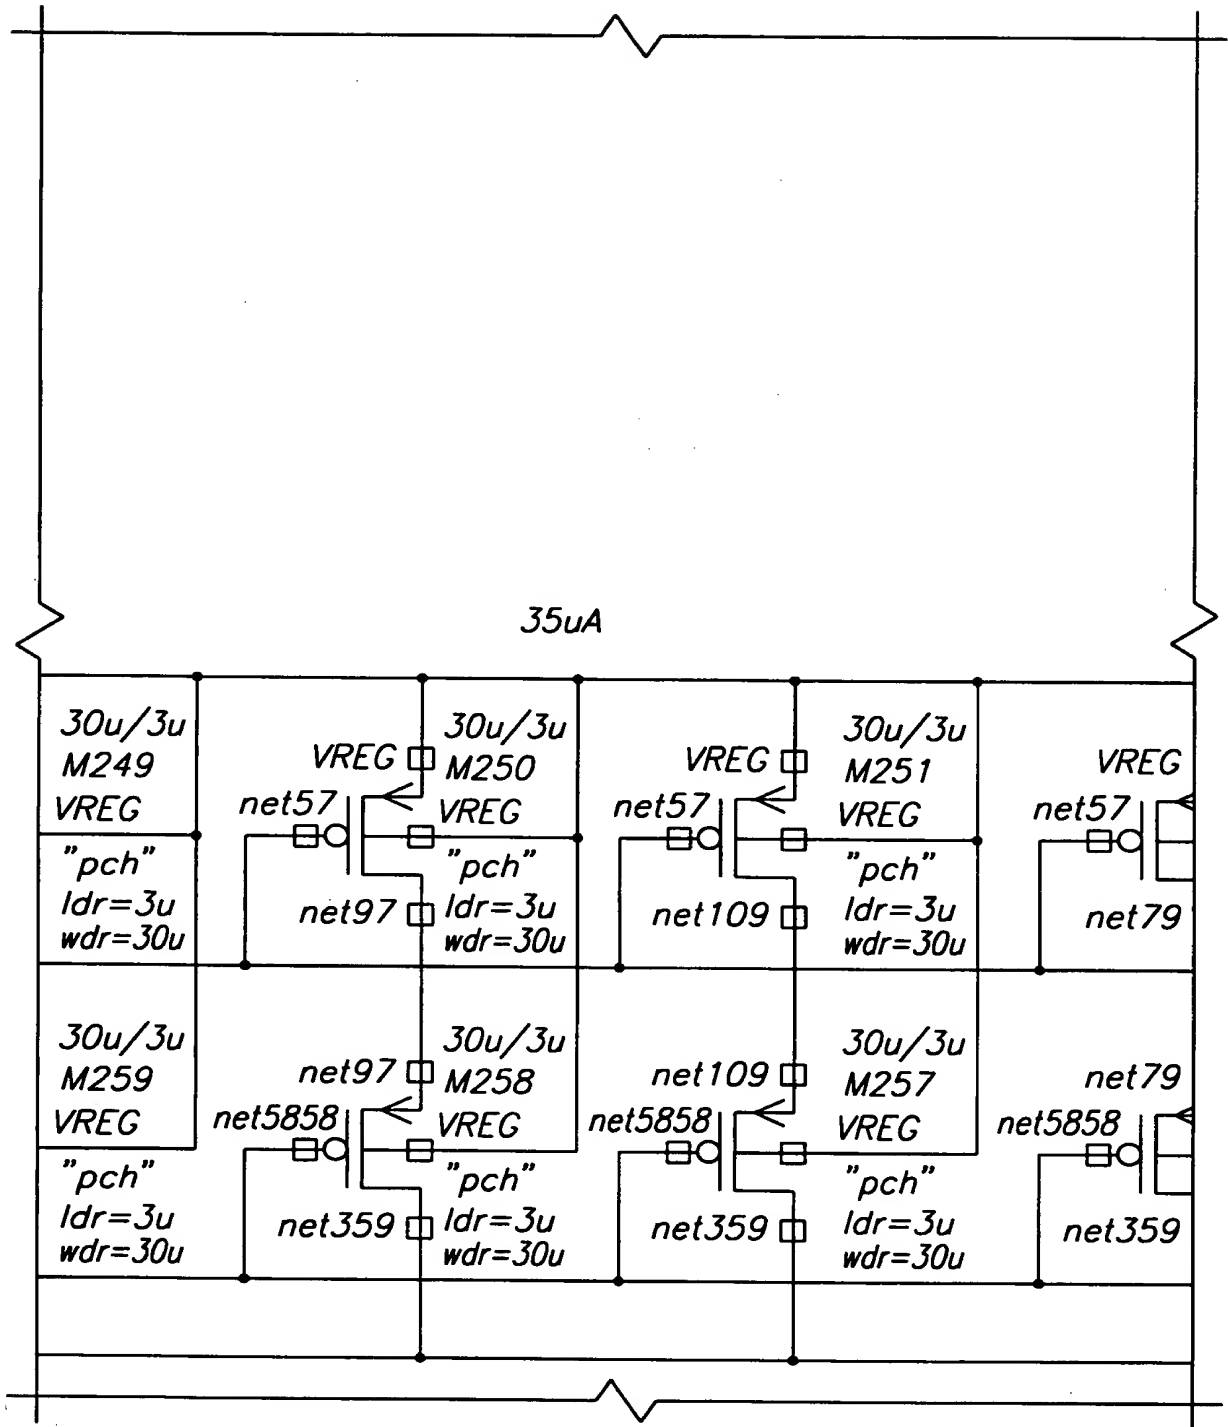 35uA
30u/3u
M249
VREG
"pch"
ldr=3u
wdr=30u
VREG
net57
net97
30u/3u
M250
VREG
"pch"
ldr=3u
wdr=30u
VREG
net57
net109
30u/3u
M251
VREG
"pch"
ldr=3u
wdr=30u
VREG
net57
net79
30u/3u
M259
VREG
"pch"
ldr=3u
wdr=30u
net97
net5858
net359
30u/3u
M258
VREG
"pch"
ldr=3u
wdr=30u
net109
net5858
net359
30u/3u
M257
VREG
"pch"
ldr=3u
wdr=30u
net79
net5858
net359